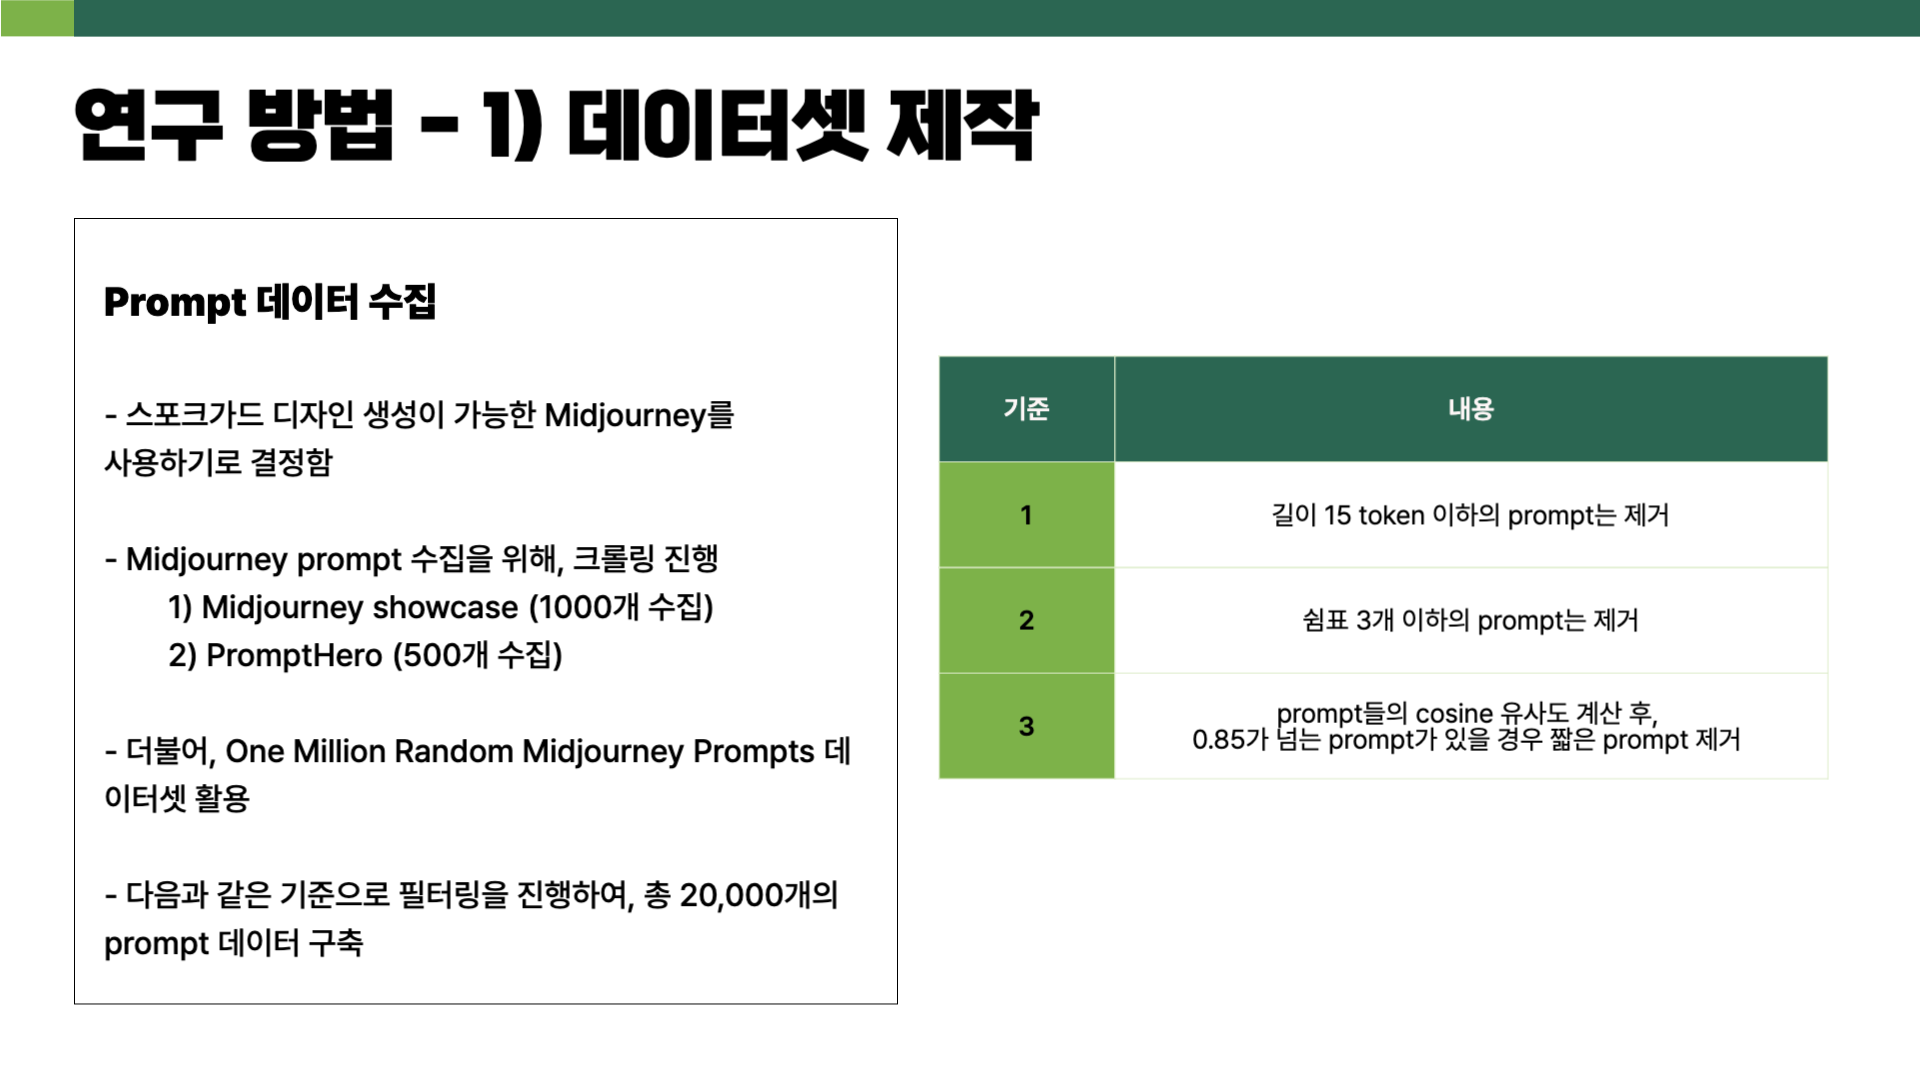 연구 방법 - 1) 데이터셋 제작
Prompt 데이터 수집
- 스포크가드 디자인 생성이 가능한 Midjourney를
사용하기로 결정함
- Midjourney prompt 수집을 위해, 크롤링 진행
1) Midjourney showcase (1000개 수집)
2) PromptHero (500개 수집)
- 더불어, One Million Random Midjourney Prompts 데
이터셋 활용
- 다음과 같은 기준으로 필터링을 진행하여, 총 20,000개의
prompt 데이터 구축
기준 내용
1 길이 15 token 이하의 prompt는 제거
2 쉼표 3개 이하의 prompt는 제거
3 prompt들의 cosine 유사도 계산 후,
0.85가 넘는 prompt가 있을 경우 짧은 prompt 제거